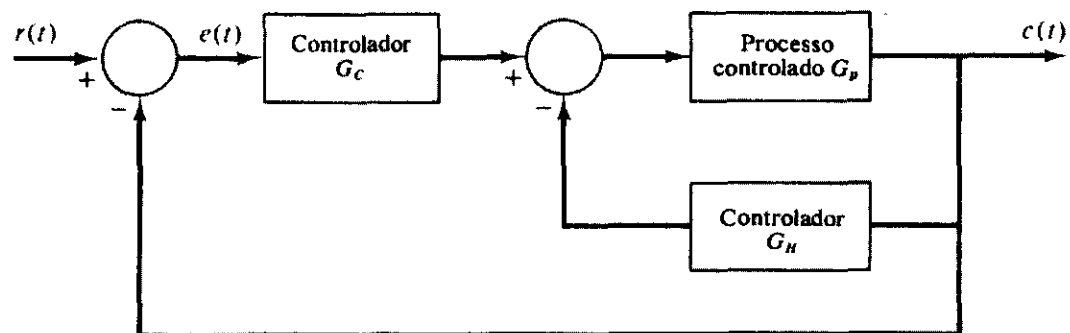 r(t)
+
−
e(t)
Controlador
G_C
+
−
Processo
controlado G_p
c(t)
Controlador
G_H